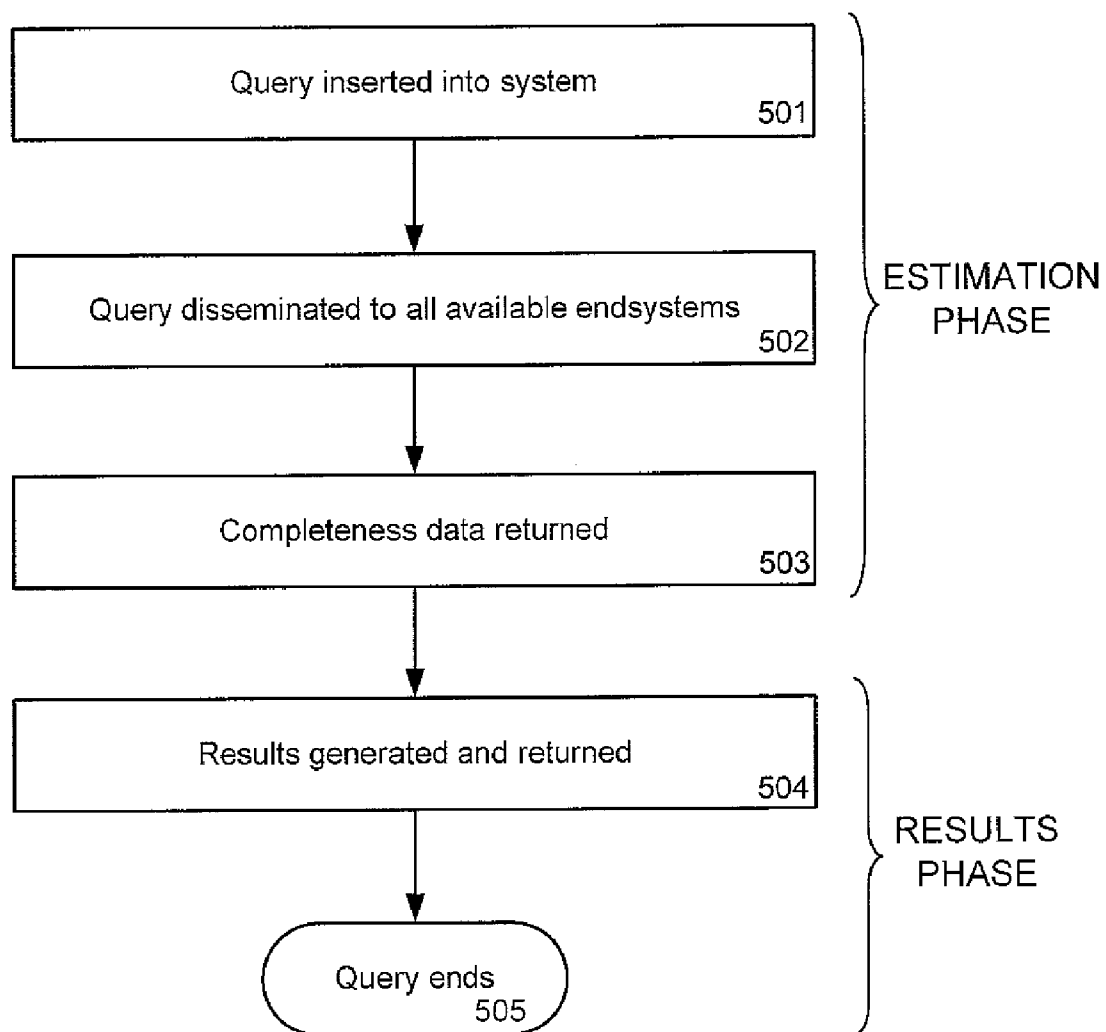 Query inserted into system
501
Query disseminated to all available endsystems
502
ESTIMATION
PHASE
Completeness data returned
503
Results generated and returned
504
RESULTS
PHASE
Query ends
505